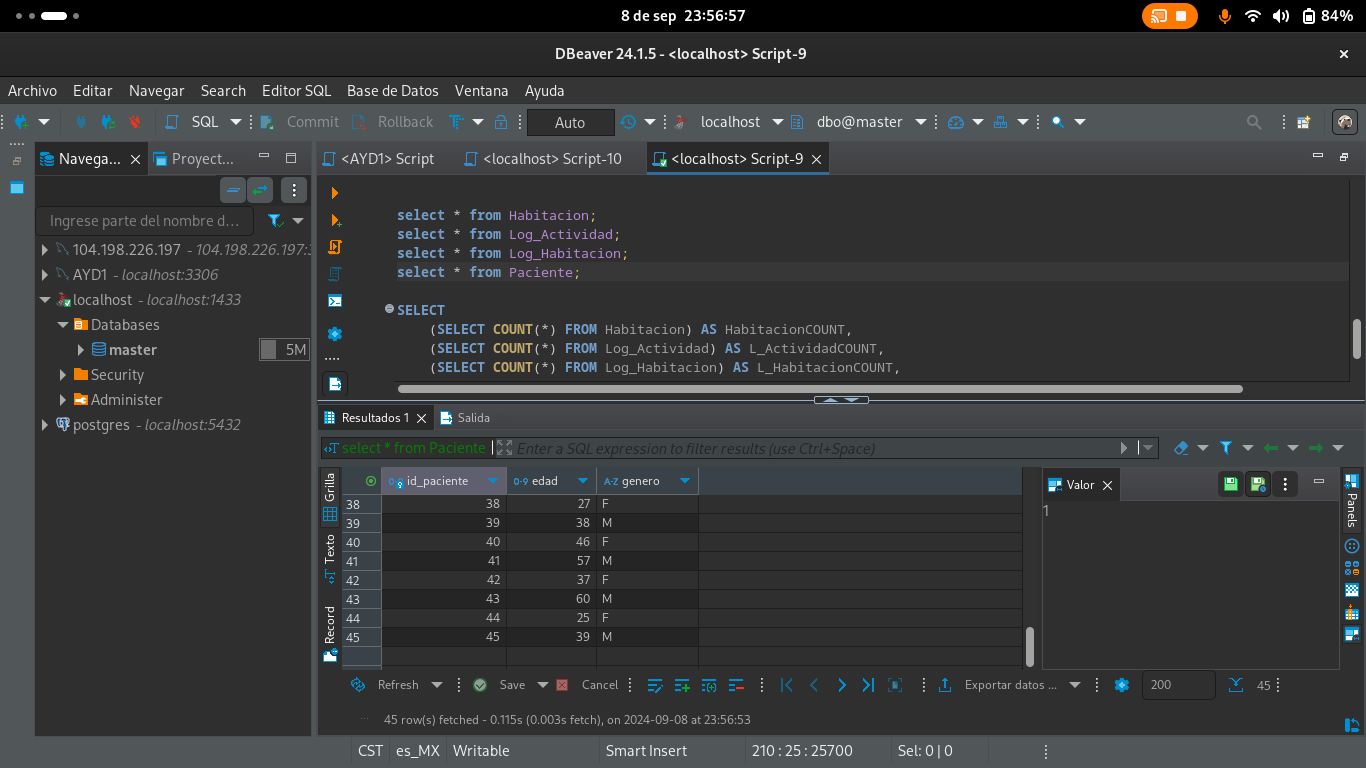 8 de sep 23:56:57
84%
DBeaver 24.1.5 - <localhost> Script-9
Archivo Editar Navegar Search Editor SQL Base de Datos Ventana Ayuda
SQL Commit Rollback Auto localhost dbo@master
Navega... Proyect... <AYD1> Script <localhost> Script-10 <localhost> Script-9
Ingrese parte del nombre d...
104.198.226.197 - 104.198.226.197:3
AYD1 - localhost:3306
localhost - localhost:1433
Databases
master 5M
Security
Administer
postgres - localhost:5432
select * from Habitacion;
select * from Log_Actividad;
select * from Log_Habitacion;
select * from Paciente;
SELECT
(SELECT COUNT(*) FROM Habitacion) AS HabitacionCOUNT,
(SELECT COUNT(*) FROM Log_Actividad) AS L_ActividadCOUNT,
(SELECT COUNT(*) FROM Log_Habitacion) AS L_HabitacionCOUNT,
Resultados 1 Salida
select * from Paciente Enter a SQL expression to filter results (use Ctrl+Space)
Grilla
Texto
Record
id_paciente edad genero
38 38 27 F
39 39 38 M
40 40 46 F
41 41 57 M
42 42 37 F
43 43 60 M
44 44 25 F
45 45 39 M
Valor
1
Panels
Refresh Save Cancel Exportar datos ... 200 45
45 row(s) fetched - 0.115s (0.003s fetch), on 2024-09-08 at 23:56:53
CST es_MX Writable Smart Insert 210 : 25 : 25700 Sel: 0 | 0